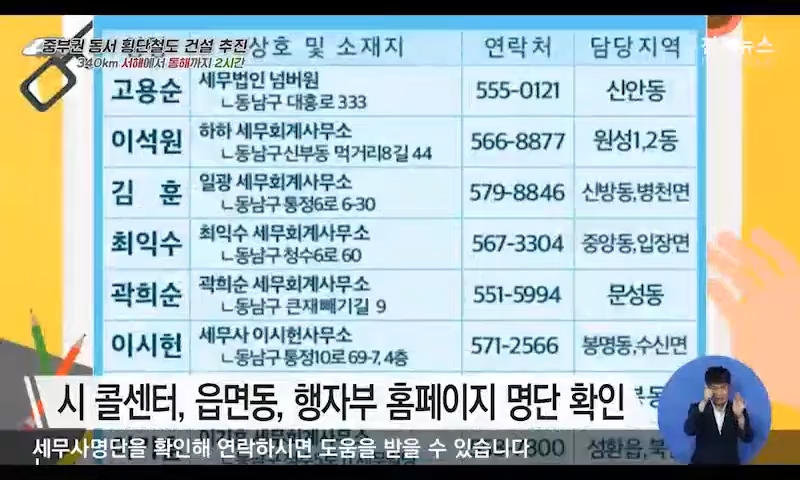 중부권 동서 횡단철도 건설 추진
340km 서해에서 동해까지 2시간
상호 및 소재지 연락처 담당지역
고용순 세무법인 넘버원 555-0121 신안동
ㄴ동남구 대흥로 333
이석원 하하 세무회계사무소 566-8877 원성1,2동
ㄴ동남구신부동 먹거리8길 44
김 훈 일광 세무회계사무소 579-8846 신방동,병천면
ㄴ동남구 통정6로 6-30
최익수 최익수 세무회계사무소 567-3304 중앙동,입장면
ㄴ동남구 청수6로 60
곽희순 곽희순 세무회계사무소 551-5994 문성동
ㄴ동남구 큰재빼기길 9
이시헌 세무사 이시헌사무소 571-2566 봉명동,수신면
ㄴ동남구 통정10로 69-7, 4층
시 콜센터, 읍면동, 행자부 홈페이지 명단 확인
세무사명단을 확인해 연락하시면 도움을 받을 수 있습니다
성환읍,북